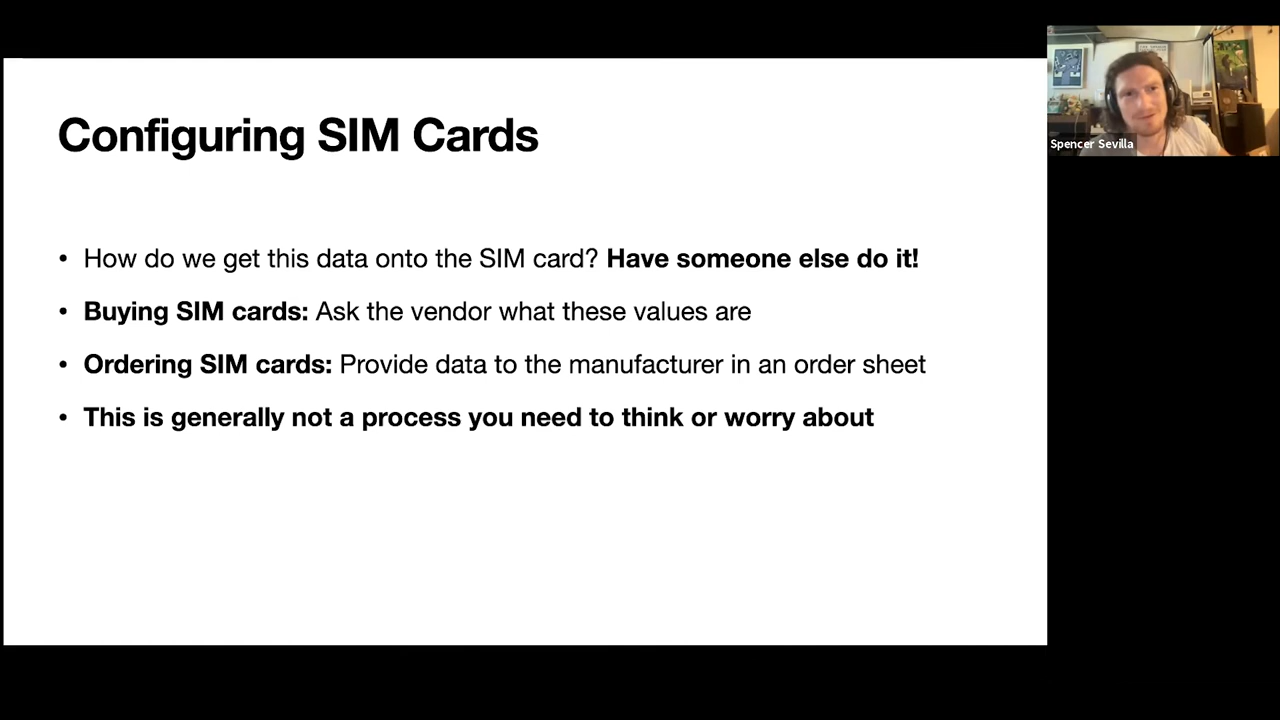 Configuring SIM Cards
• How do we get this data onto the SIM card? Have someone else do it!
• Buying SIM cards: Ask the vendor what these values are
• Ordering SIM cards: Provide data to the manufacturer in an order sheet
• This is generally not a process you need to think or worry about
Spencer Sevilla